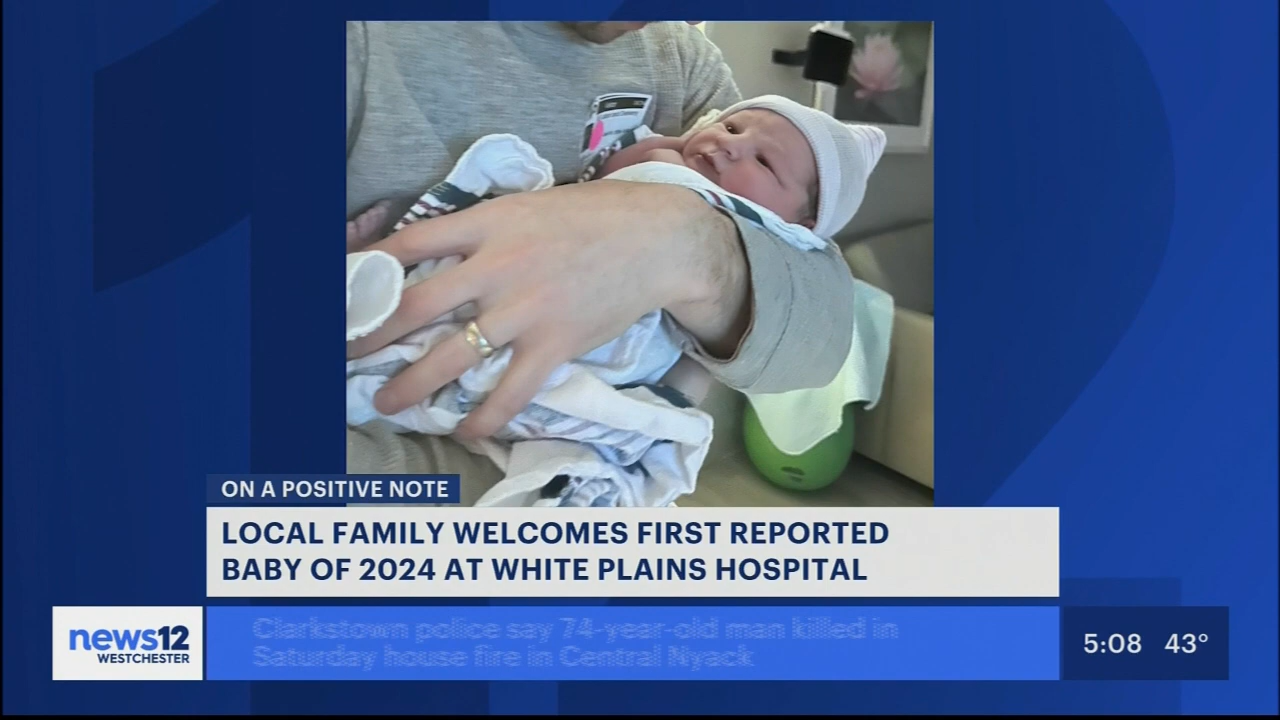 ON A POSITIVE NOTE
LOCAL FAMILY WELCOMES FIRST REPORTED
BABY OF 2024 AT WHITE PLAINS HOSPITAL
news12
WESTCHESTER
Clarkstown police say 74-year-old man killed in
Saturday house fire in Central Nyack
5:08 43°